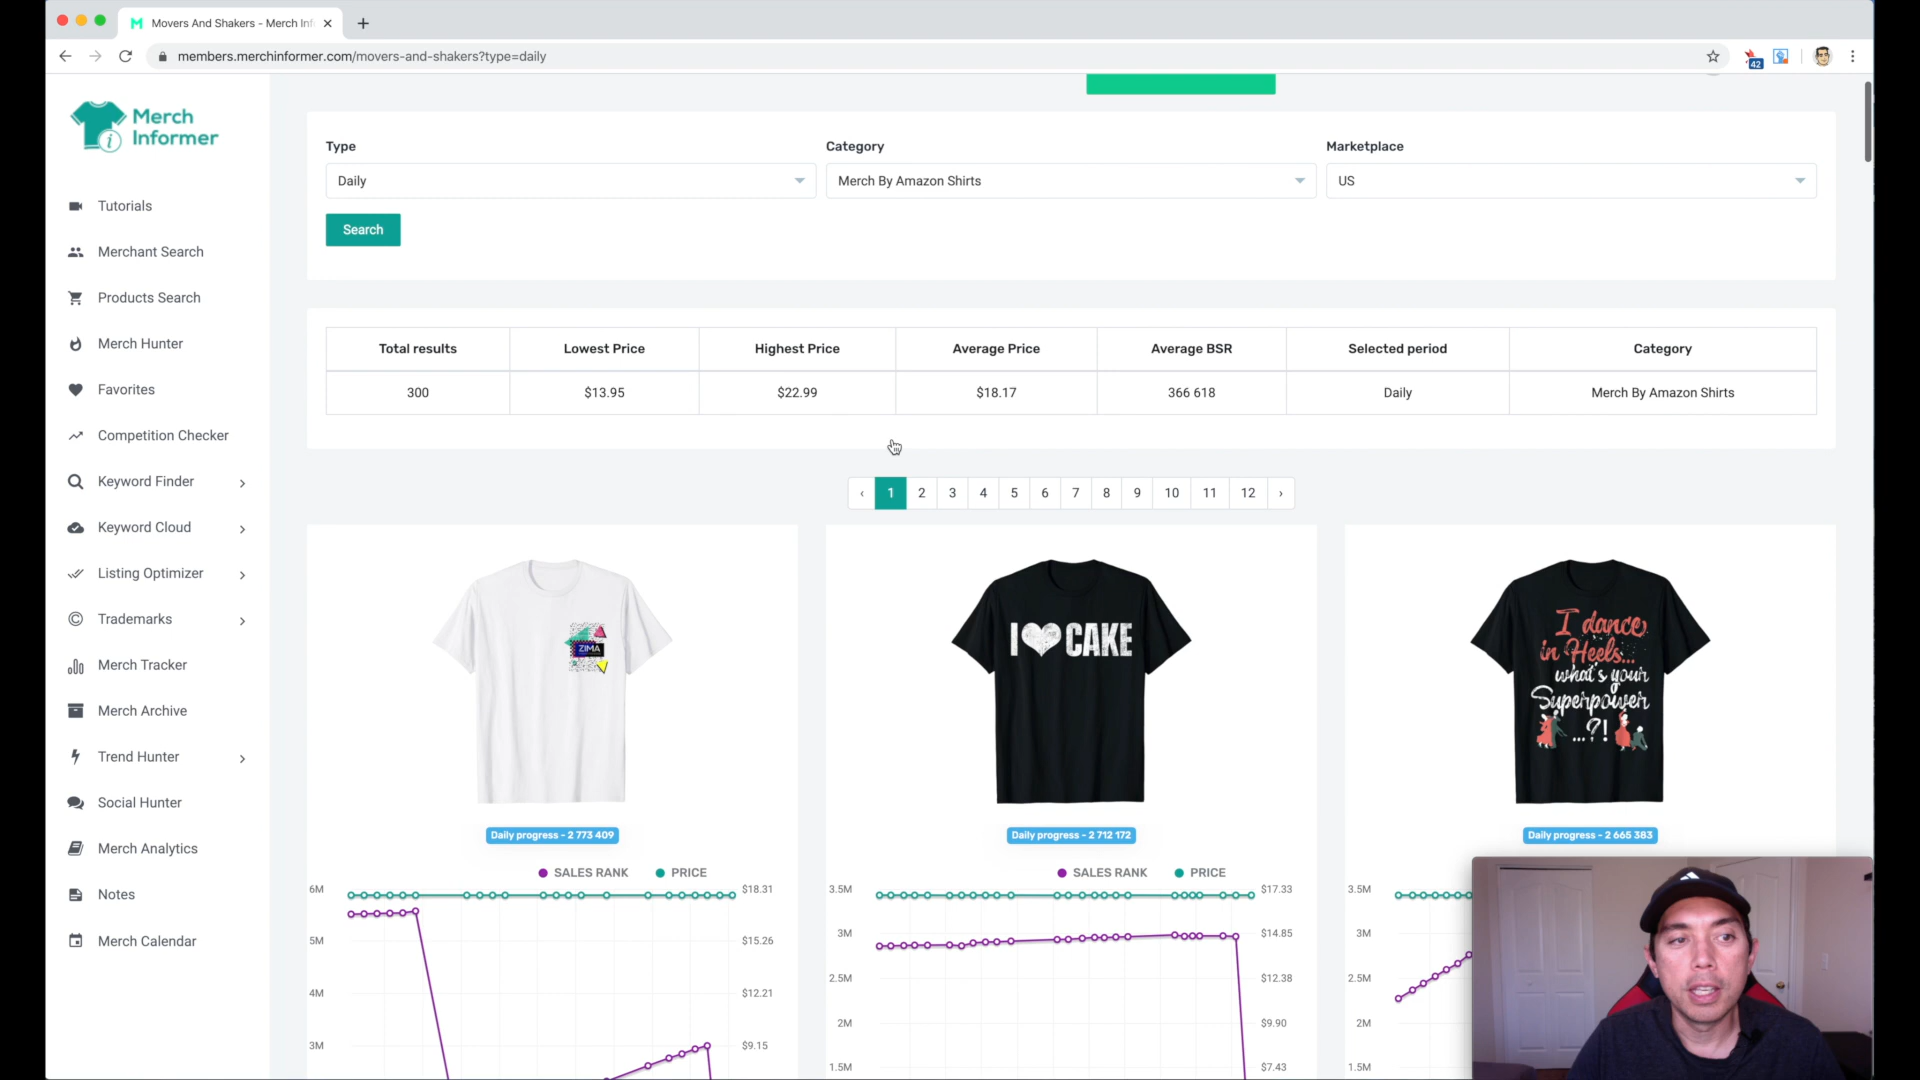 Movers And Shakers - Merch Inf
members.merchinformer.com/movers-and-shakers?type=daily
42
Merch
Informer
Tutorials
Merchant Search
Products Search
Merch Hunter
Favorites
Competition Checker
Keyword Finder
Keyword Cloud
Listing Optimizer
Trademarks
Merch Tracker
Merch Archive
Trend Hunter
Social Hunter
Merch Analytics
Notes
Merch Calendar
Type Category Marketplace
Daily Merch By Amazon Shirts US
Search
Total results Lowest Price Highest Price Average Price Average BSR Selected period Category
300 $13.95 $22.99 $18.17 366 618 Daily Merch By Amazon Shirts
‹ 1 2 3 4 5 6 7 8 9 10 11 12 ›
ZIMA
Daily progress - 2 773 409
SALES RANK PRICE
6M $18.31
5M $15.26
4M $12.21
3M $9.15
I CAKE
Daily progress - 2 712 172
SALES RANK PRICE
3.5M $17.33
3M $14.85
2.5M $12.38
2M $9.90
1.5M $7.43
I dance
in Heels...
what's your
Superpower
...?!
Daily progress - 2 665 383
3.5M
3M
2.5M
2M
1.5M